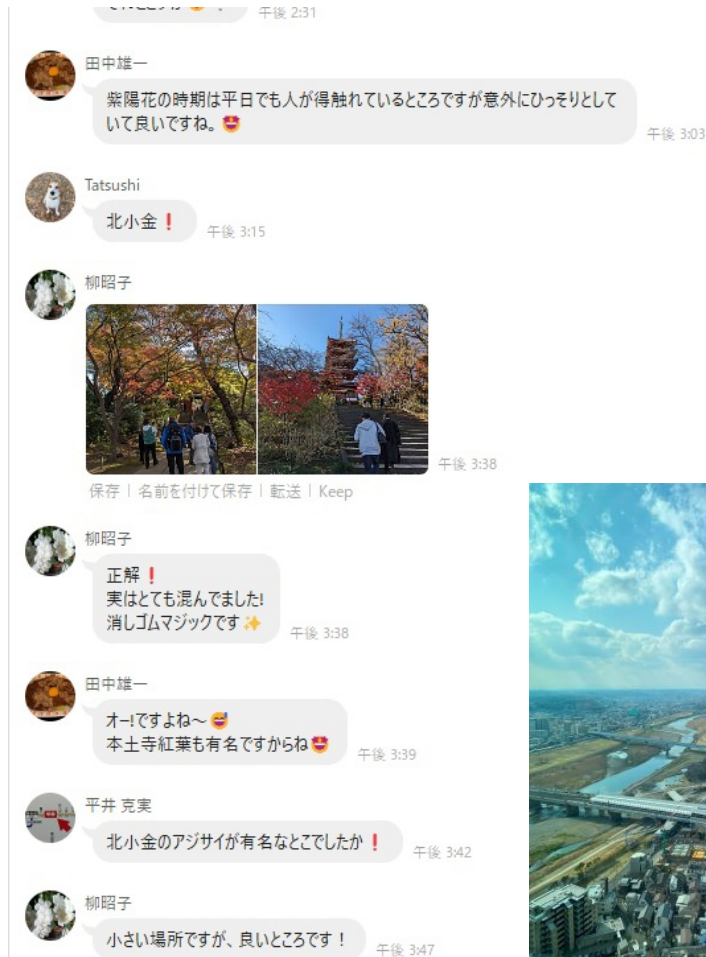 午後 2:31
田中雄一
紫陽花の時期は平日でも人が得触れているところですが意外にひっそりとして
いて良いですね。🤩
午後 3:03
Tatsushi
北小金❗
午後 3:15
柳昭子
午後 3:38
保存 | 名前を付けて保存 | 転送 | Keep
柳昭子
正解❗
実はとても混んでました!
消しゴムマジックです✨
午後 3:38
田中雄一
オー!ですよね〜😅
本土寺紅葉も有名ですからね🤩
午後 3:39
平井 克実
北小金のアジサイが有名なとこでしたか❗
午後 3:42
柳昭子
小さい場所ですが、良いところです!
午後 3:47